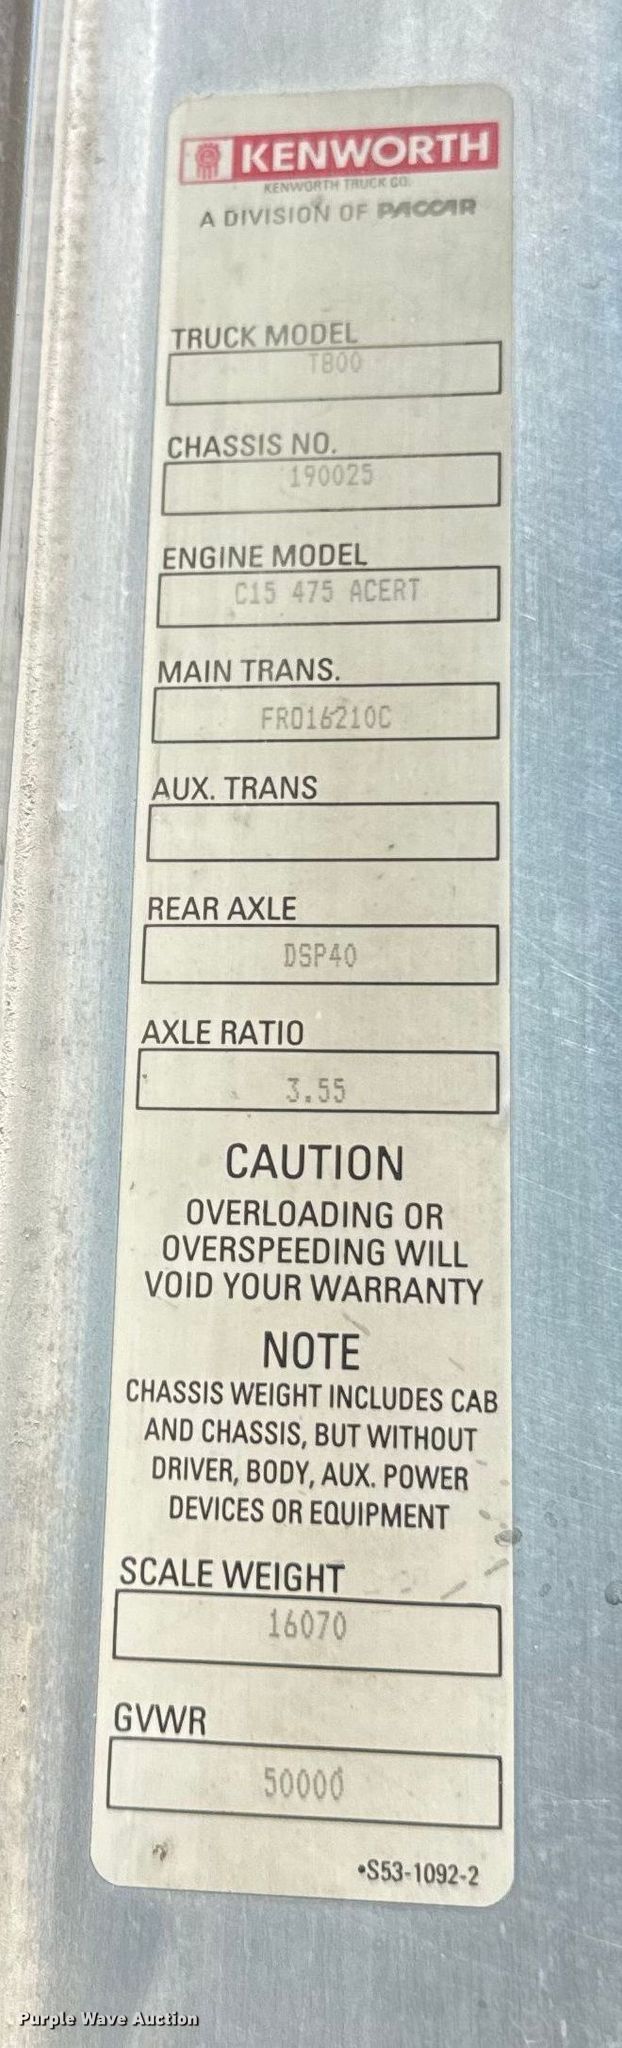 KENWORTH
KENWORTH TRUCK CO.
A DIVISION OF PACCAR
TRUCK MODEL
T800
CHASSIS NO.
190025
ENGINE MODEL
C15 475 ACERT
MAIN TRANS.
FRO16210C
AUX. TRANS
REAR AXLE
DSP40
AXLE RATIO
3.55
CAUTION
OVERLOADING OR
OVERSPEEDING WILL
VOID YOUR WARRANTY
NOTE
CHASSIS WEIGHT INCLUDES CAB
AND CHASSIS, BUT WITHOUT
DRIVER, BODY, AUX. POWER
DEVICES OR EQUIPMENT
SCALE WEIGHT
16070
GVWR
50000
•S53-1092-2
Purple Wave Auction